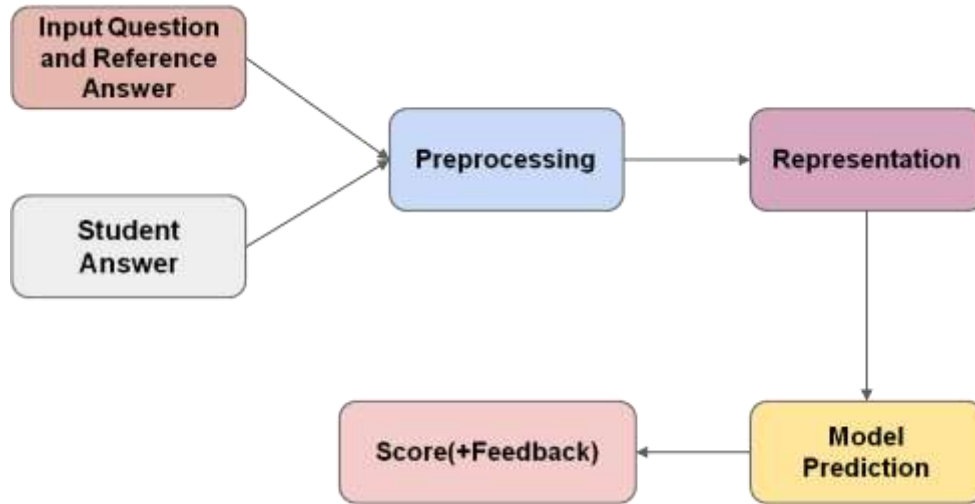 Input Question
and Reference
Answer
Preprocessing
Representation
Student
Answer
Score(+Feedback)
Model
Prediction